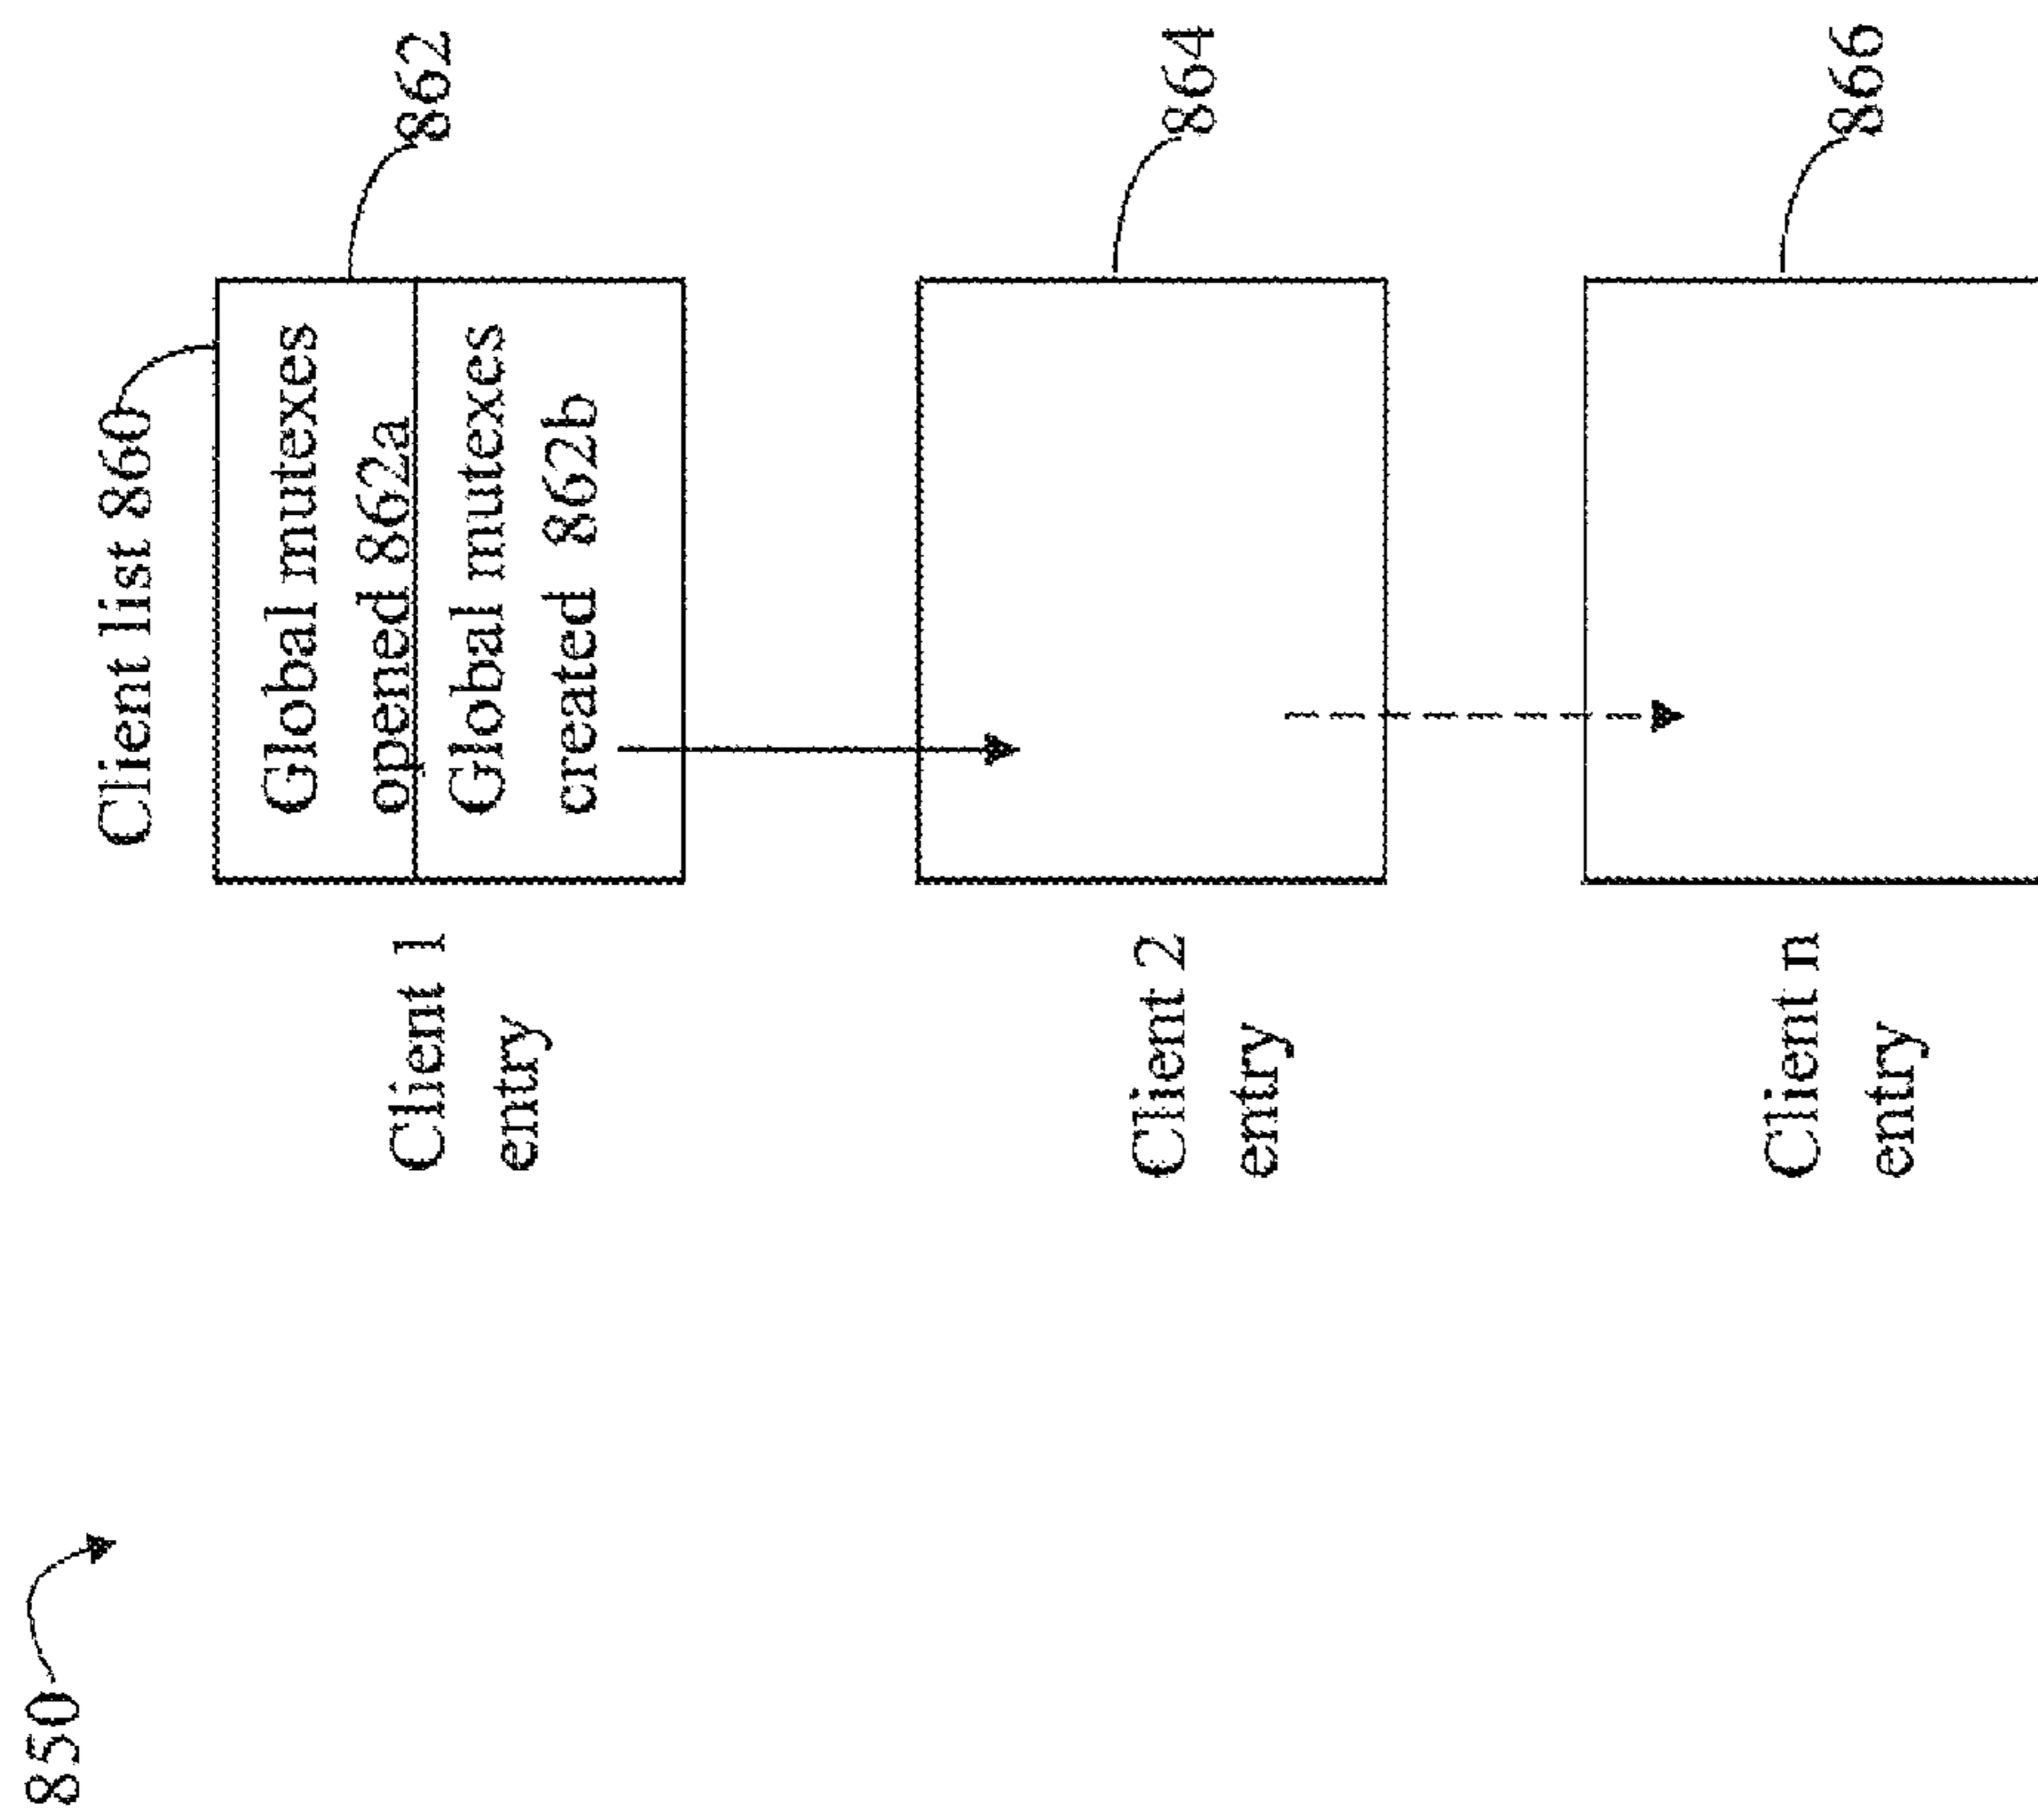 850
Client list 860
862
Global mutexes
opened 862a
Global mutexes
created 862b
Client 1
entry
864
Client 2
entry
866
Client n
entry